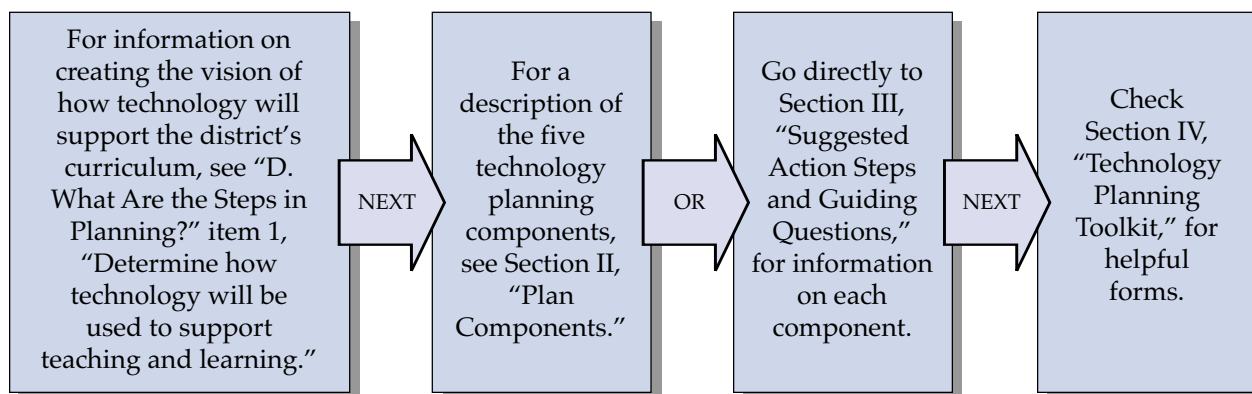 For information on
creating the vision of
how technology will
support the district’s
curriculum, see “D.
What Are the Steps in
Planning?” item 1,
“Determine how
technology will be
used to support
teaching and learning.”
NEXT
For a
description of
the five
technology
planning
components,
see Section II,
“Plan
Components.”
OR
Go directly to
Section III,
“Suggested
Action Steps
and Guiding
Questions,”
for information
on each
component.
NEXT
Check
Section IV,
“Technology
Planning
Toolkit,” for
helpful
forms.